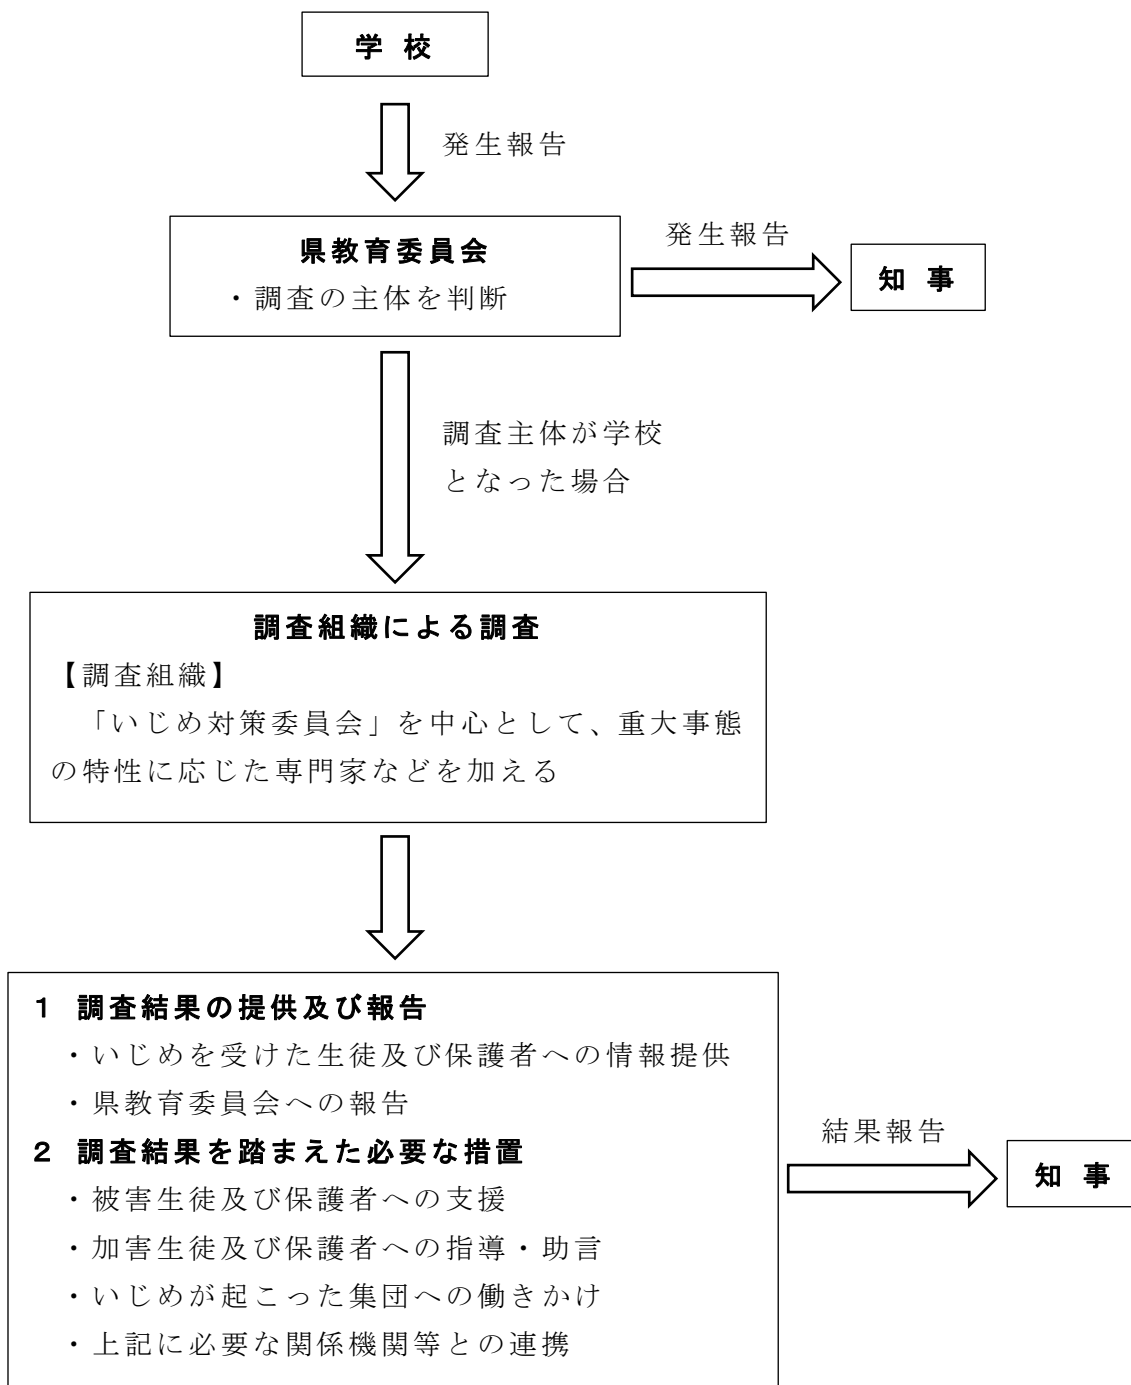 学校
発生報告
県教育委員会
・調査の主体を判断
発生報告
知事
調査主体が学校
となった場合
調査組織による調査
【調査組織】
「いじめ対策委員会」を中心として、重大事態
の特性に応じた専門家などを加える
1 調査結果の提供及び報告
・いじめを受けた生徒及び保護者への情報提供
・県教育委員会への報告
2 調査結果を踏まえた必要な措置
・被害生徒及び保護者への支援
・加害生徒及び保護者への指導・助言
・いじめが起こった集団への働きかけ
・上記に必要な関係機関等との連携
結果報告
知事